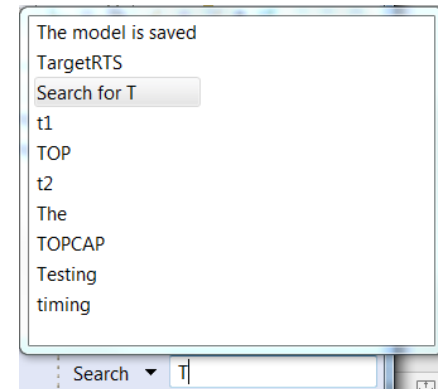 The model is saved
TargetRTS
Search for T
t1
TOP
t2
The
TOPCAP
Testing
timing
Search T